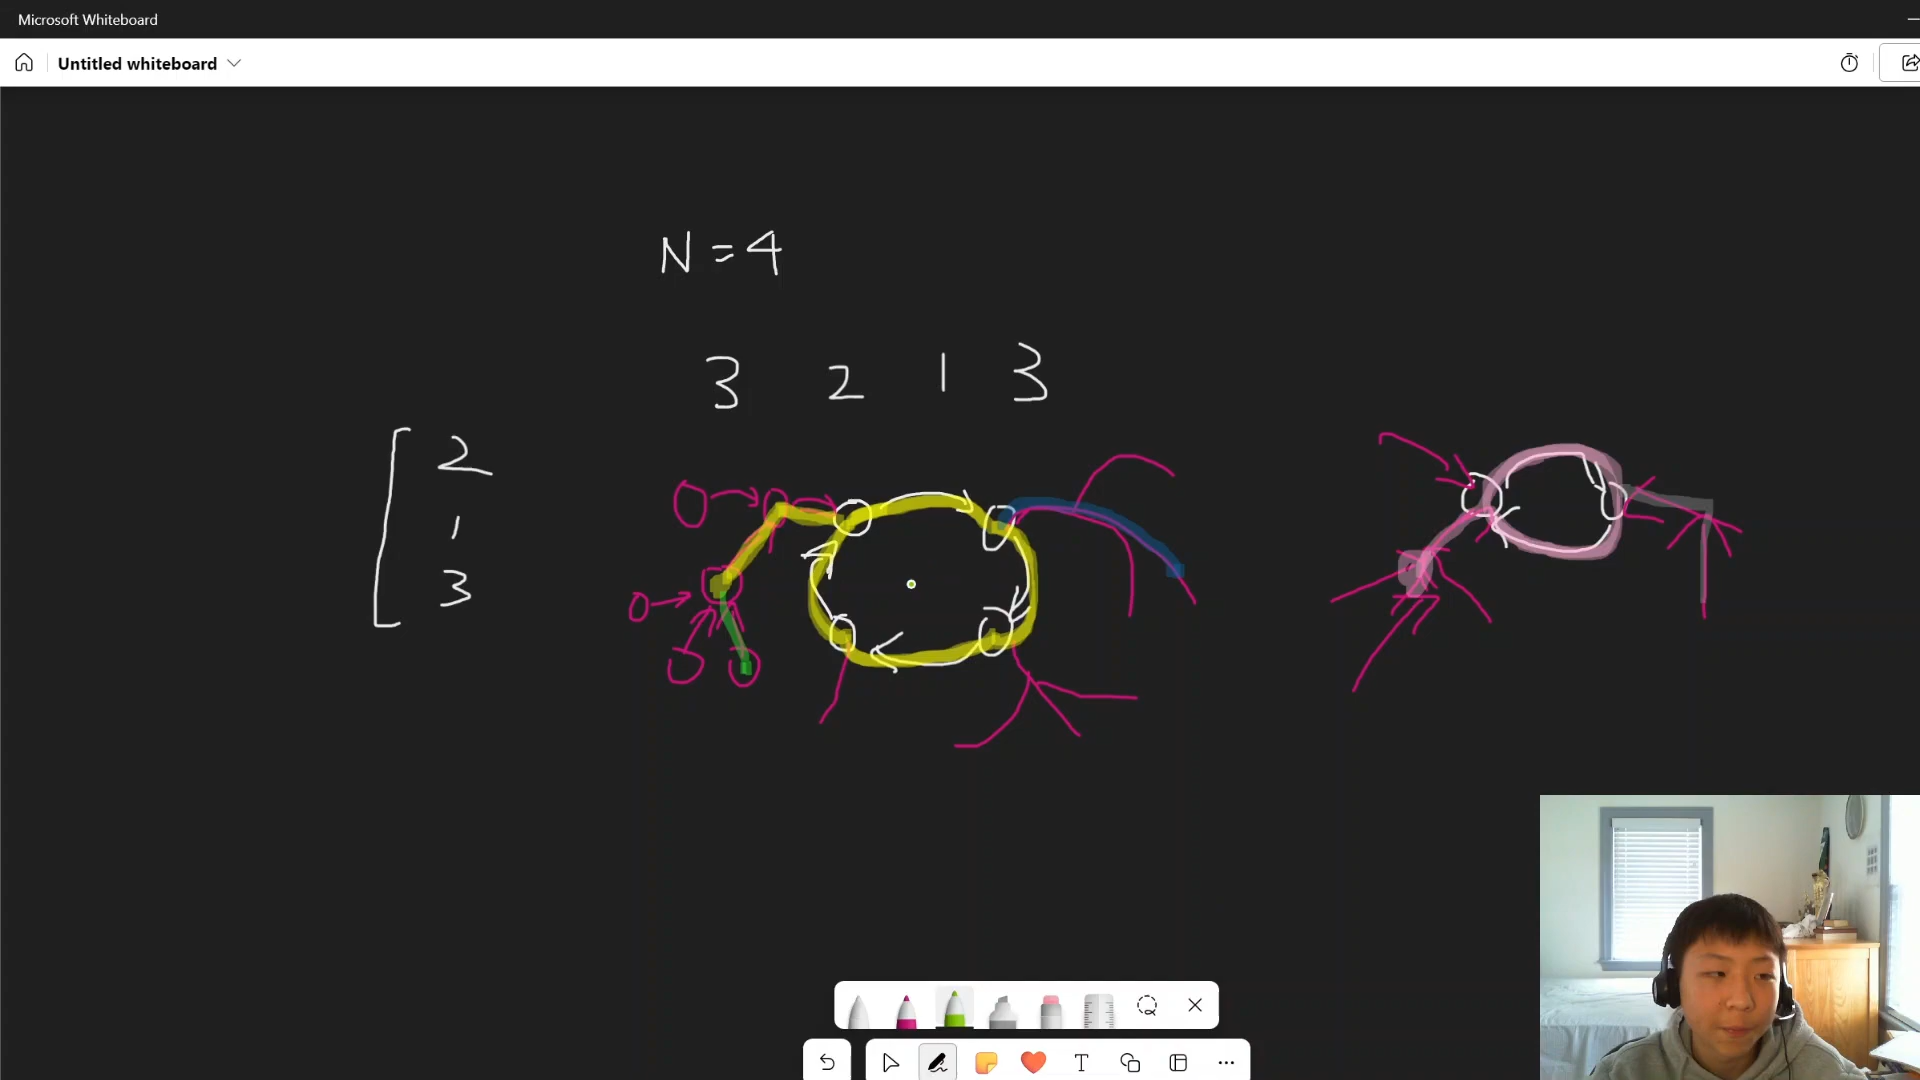 Microsoft Whiteboard
Untitled whiteboard
N = 4
3 2 1 3
2
1
3